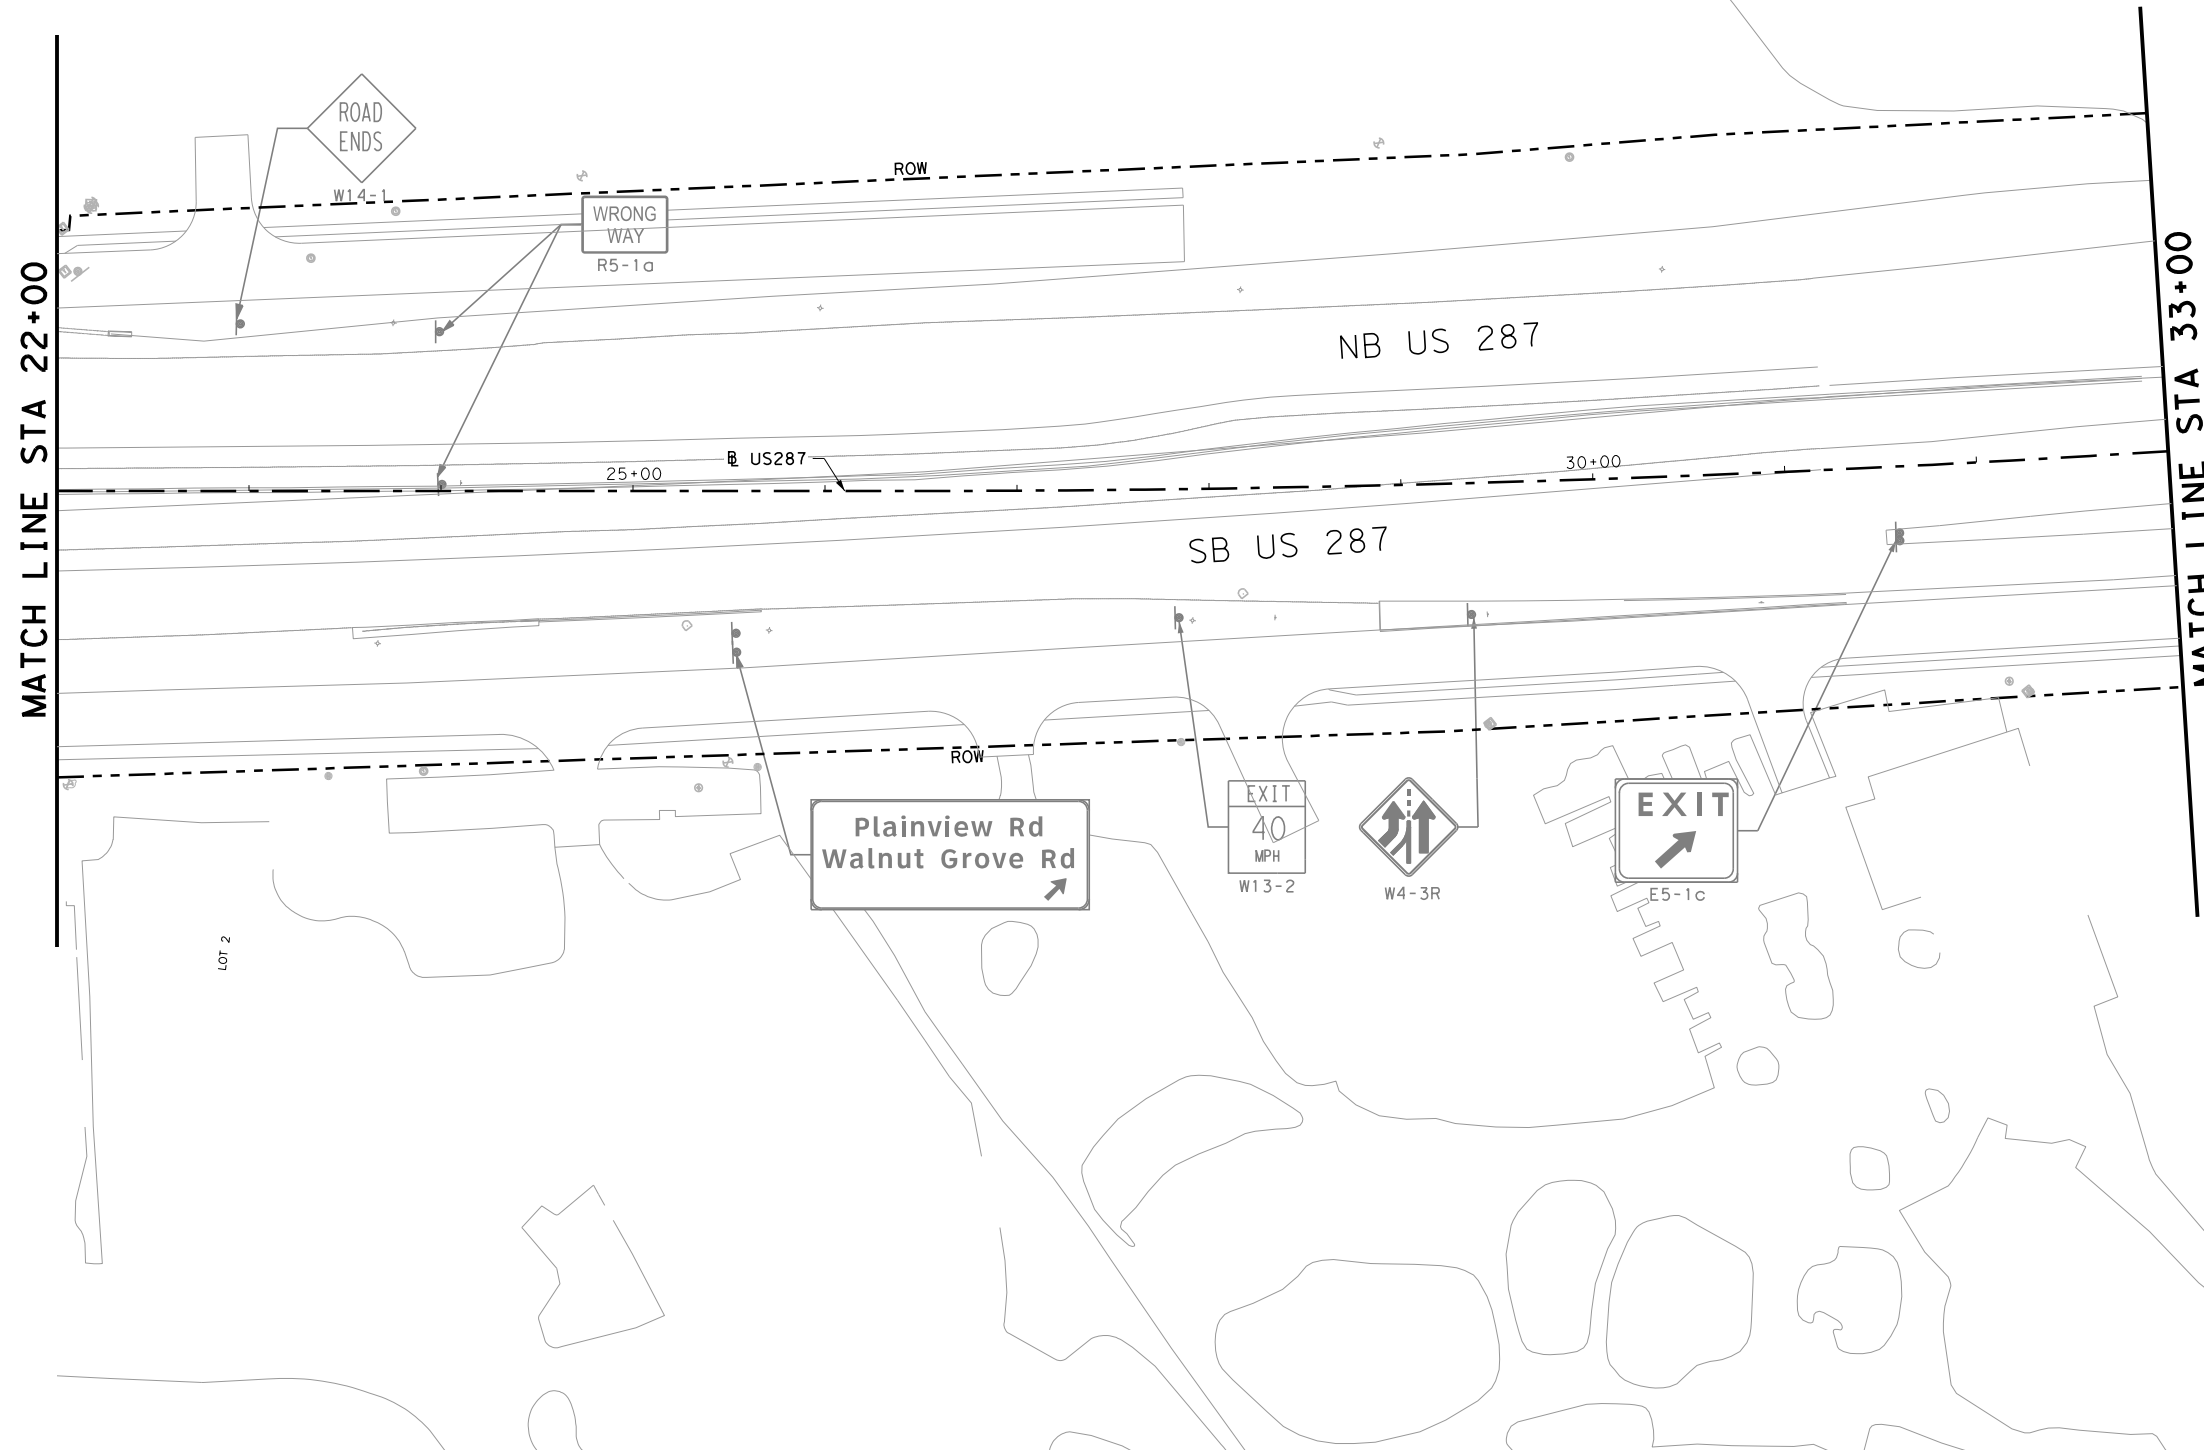 ROAD
ENDS
W14-1
WRONG
WAY
R5-1a
ROW
MATCH LINE STA 22+00
MATCH LINE STA 33+00
NB US 287
BL US287
25+00
30+00
SB US 287
ROW
Plainview Rd
Walnut Grove Rd
EXIT
40
MPH
W13-2
W4-3R
EXIT
E5-1c
LOT 2